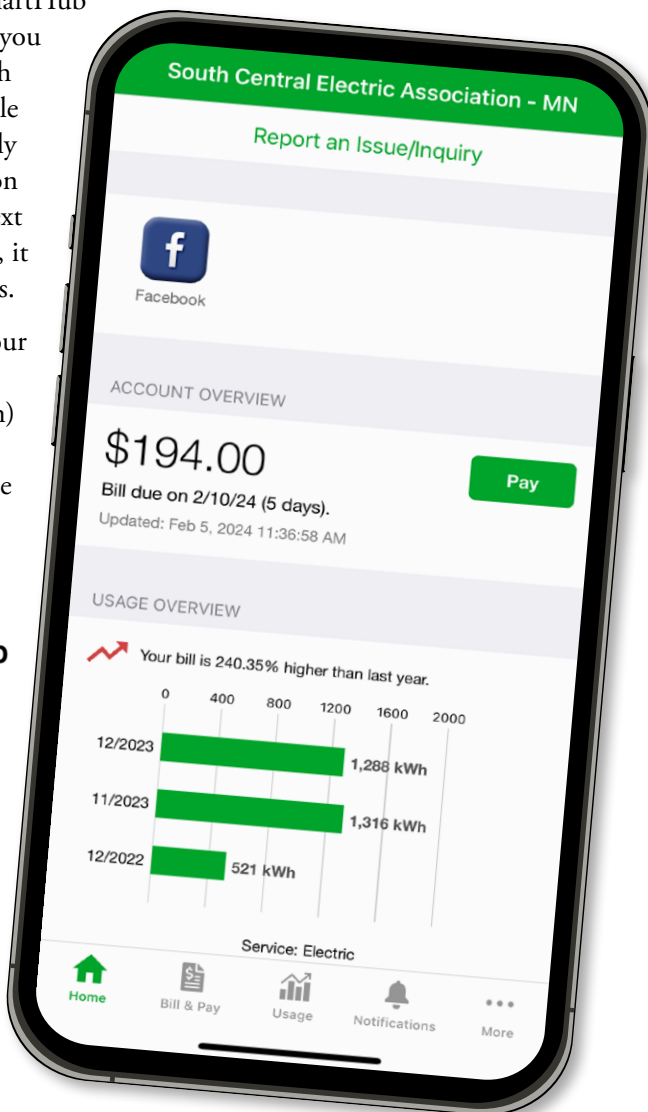 you
, it
South Central Electric Association - MN
Report an Issue/Inquiry
f
Facebook
ACCOUNT OVERVIEW
$194.00
Pay
Bill due on 2/10/24 (5 days).
Updated: Feb 5, 2024 11:36:58 AM
USAGE OVERVIEW
Your bill is 240.35% higher than last year.
0 400 800 1200 1600 2000
12/2023 1,288 kWh
11/2023 1,316 kWh
12/2022 521 kWh
Service: Electric
Home Bill & Pay Usage Notifications More